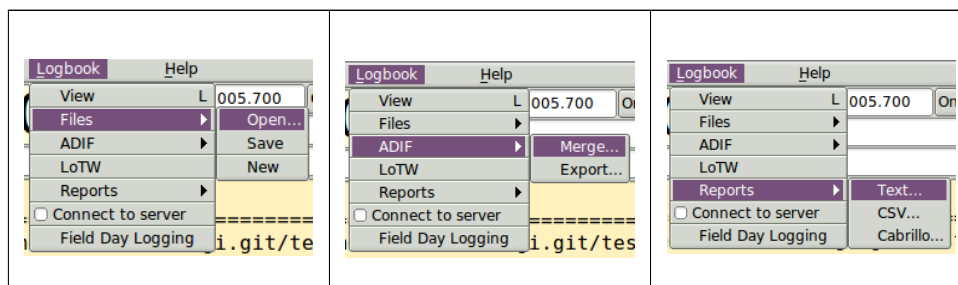 Logbook Help
View L 005.700
Files Open...
ADIF Save
LoTW New
Reports
Connect to server
Field Day Logging i.git/te
Logbook Help
View L 005.700 On
Files
ADIF Merge...
LoTW Export...
Reports
Connect to server
Field Day Logging i.git/tes
Logbook Help
View L 005.700 On
Files
ADIF
LoTW
Reports Text...
Connect to server CSV...
Field Day Logging Cabrillo...